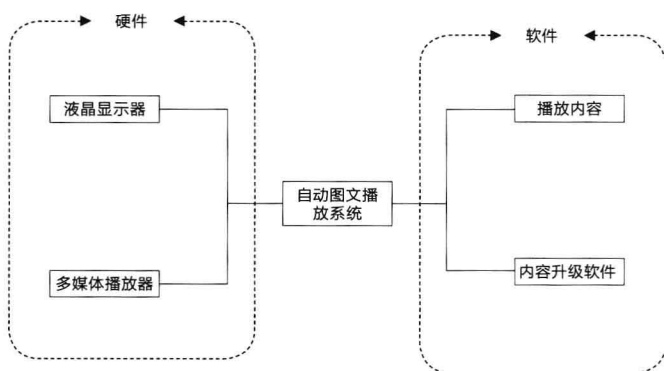 硬件
软件
液晶显示器
播放内容
自动图文播
放系统
多媒体播放器
内容升级软件